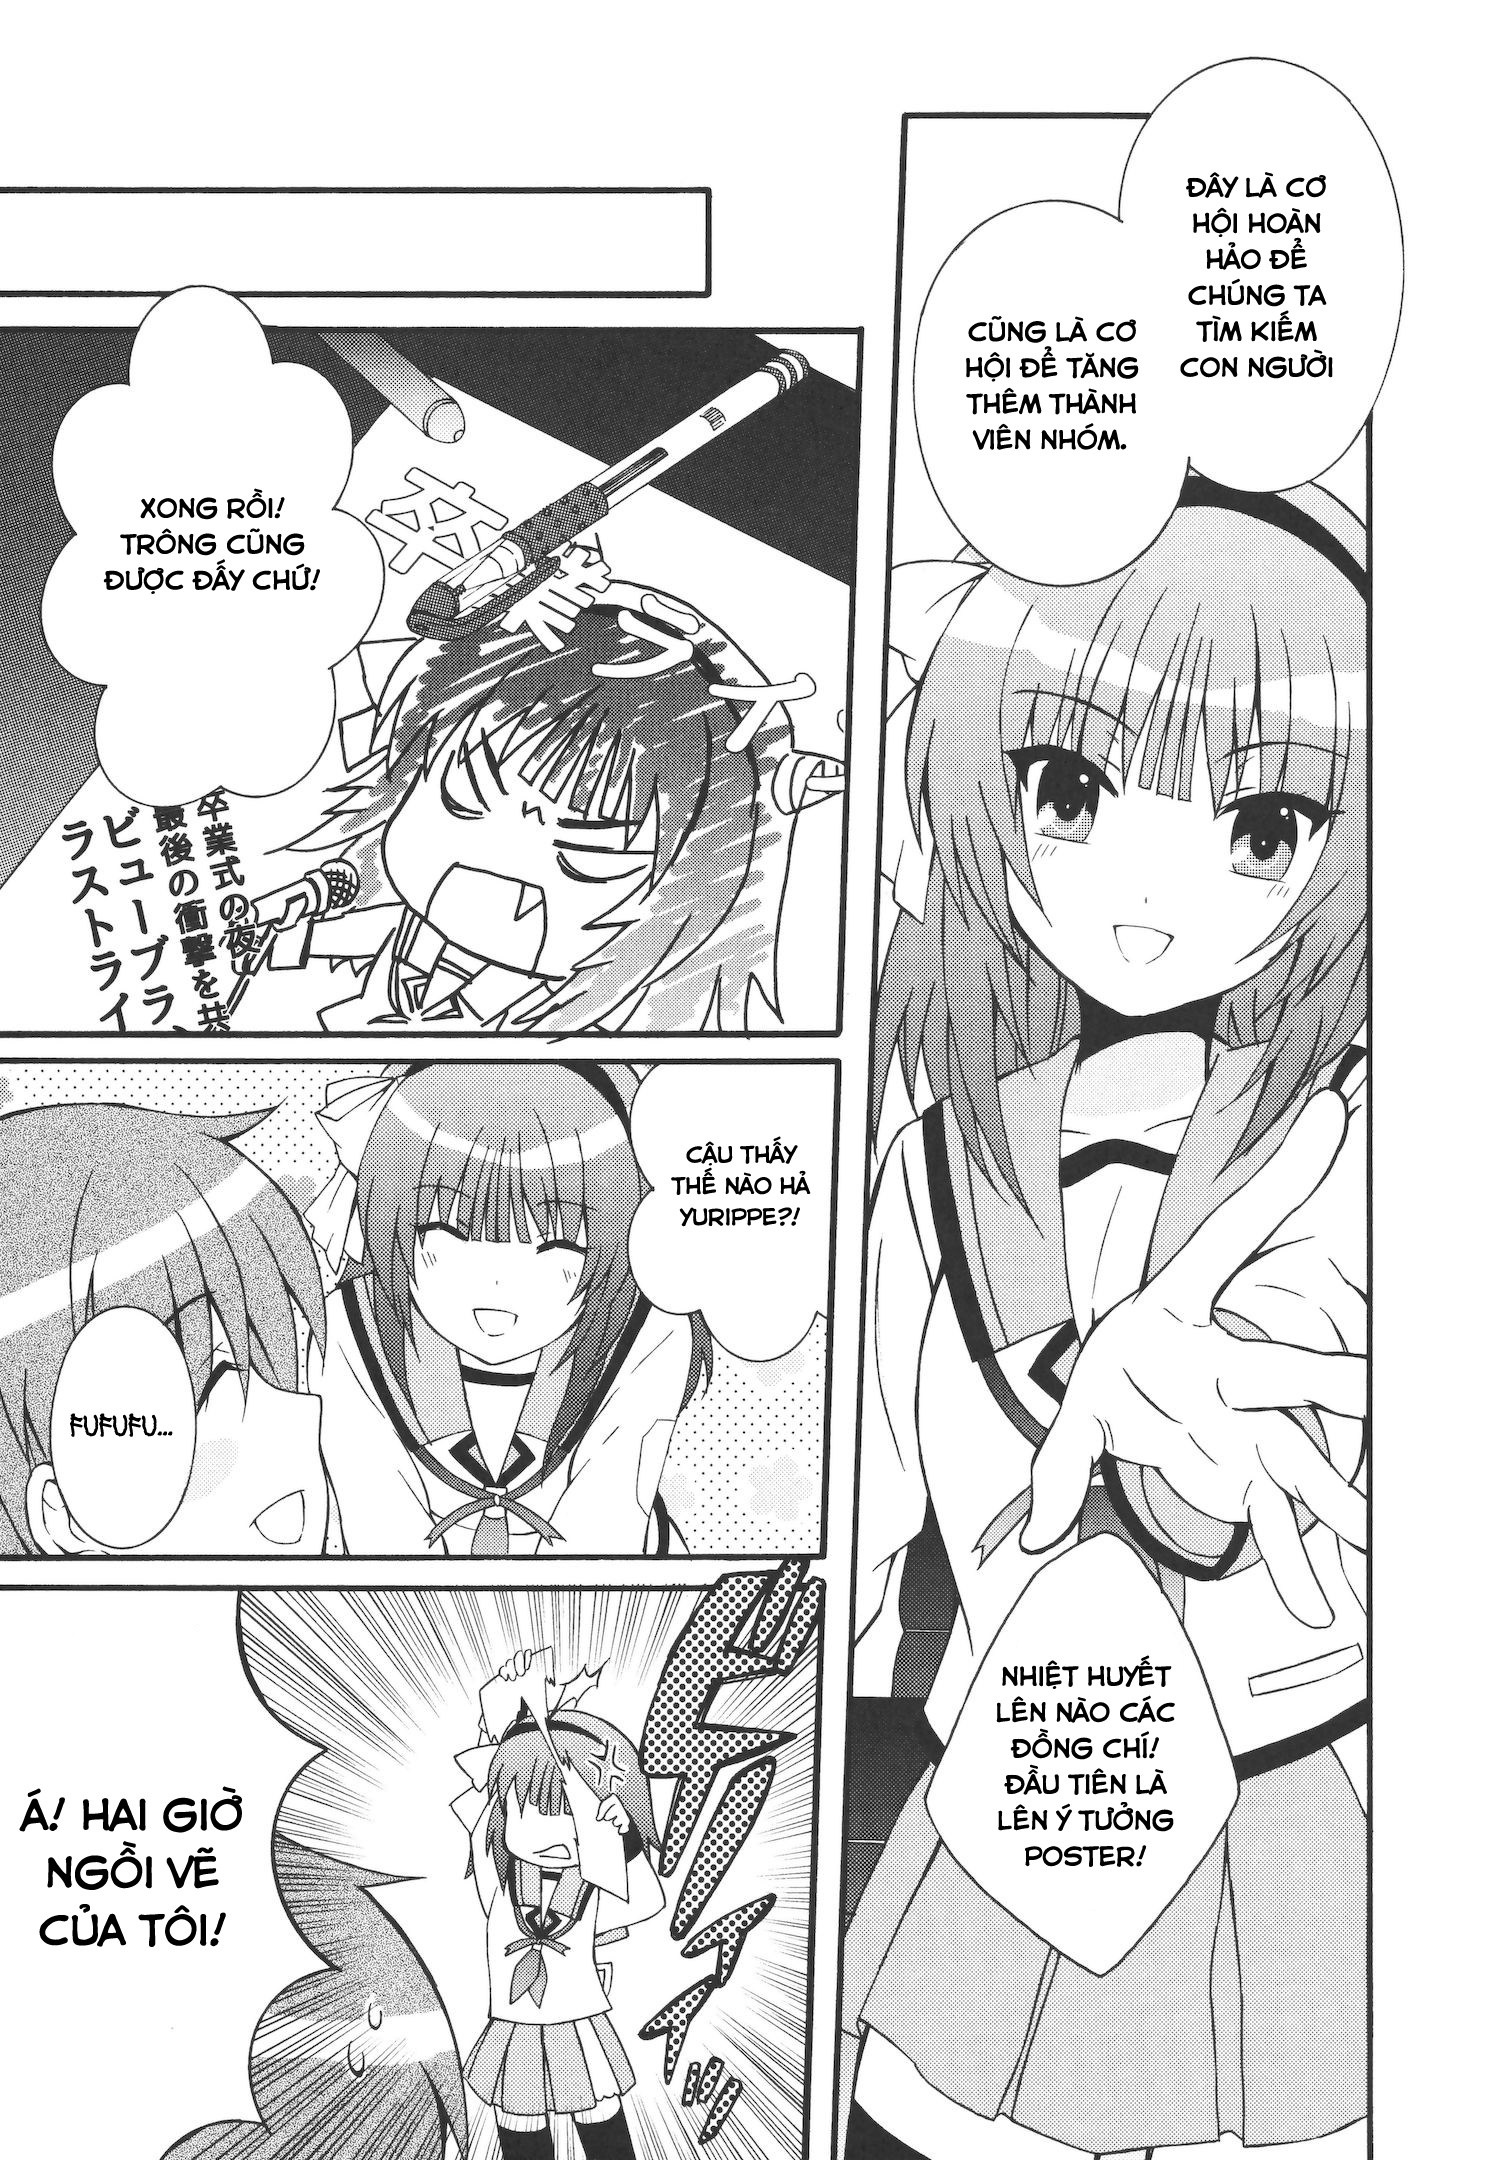 ĐÂY LÀ CƠ
HỘI HOÀN
HẢO ĐỂ
CHÚNG TA
TÌM KIẾM
CON NGƯỜI
CŨNG LÀ CƠ
HỘI ĐỂ TĂNG
THÊM THÀNH
VIÊN NHÓM.
NHIỆT HUYẾT
LÊN NÀO CÁC
ĐỒNG CHÍ!
ĐẦU TIÊN LÀ
LÊN Ý TƯỞNG
POSTER!
XONG RỒI!
TRÔNG CŨNG
ĐƯỢC ĐẤY CHỨ!
卒業ライブ
卒業式の夜
最後の衝撃を共
ビューブラ
ラストライ
CẬU THẤY
THẾ NÀO HẢ
YURIPPE?!
FUFUFU...
Á! HAI GIỜ
NGỒI VẼ
CỦA TÔI!